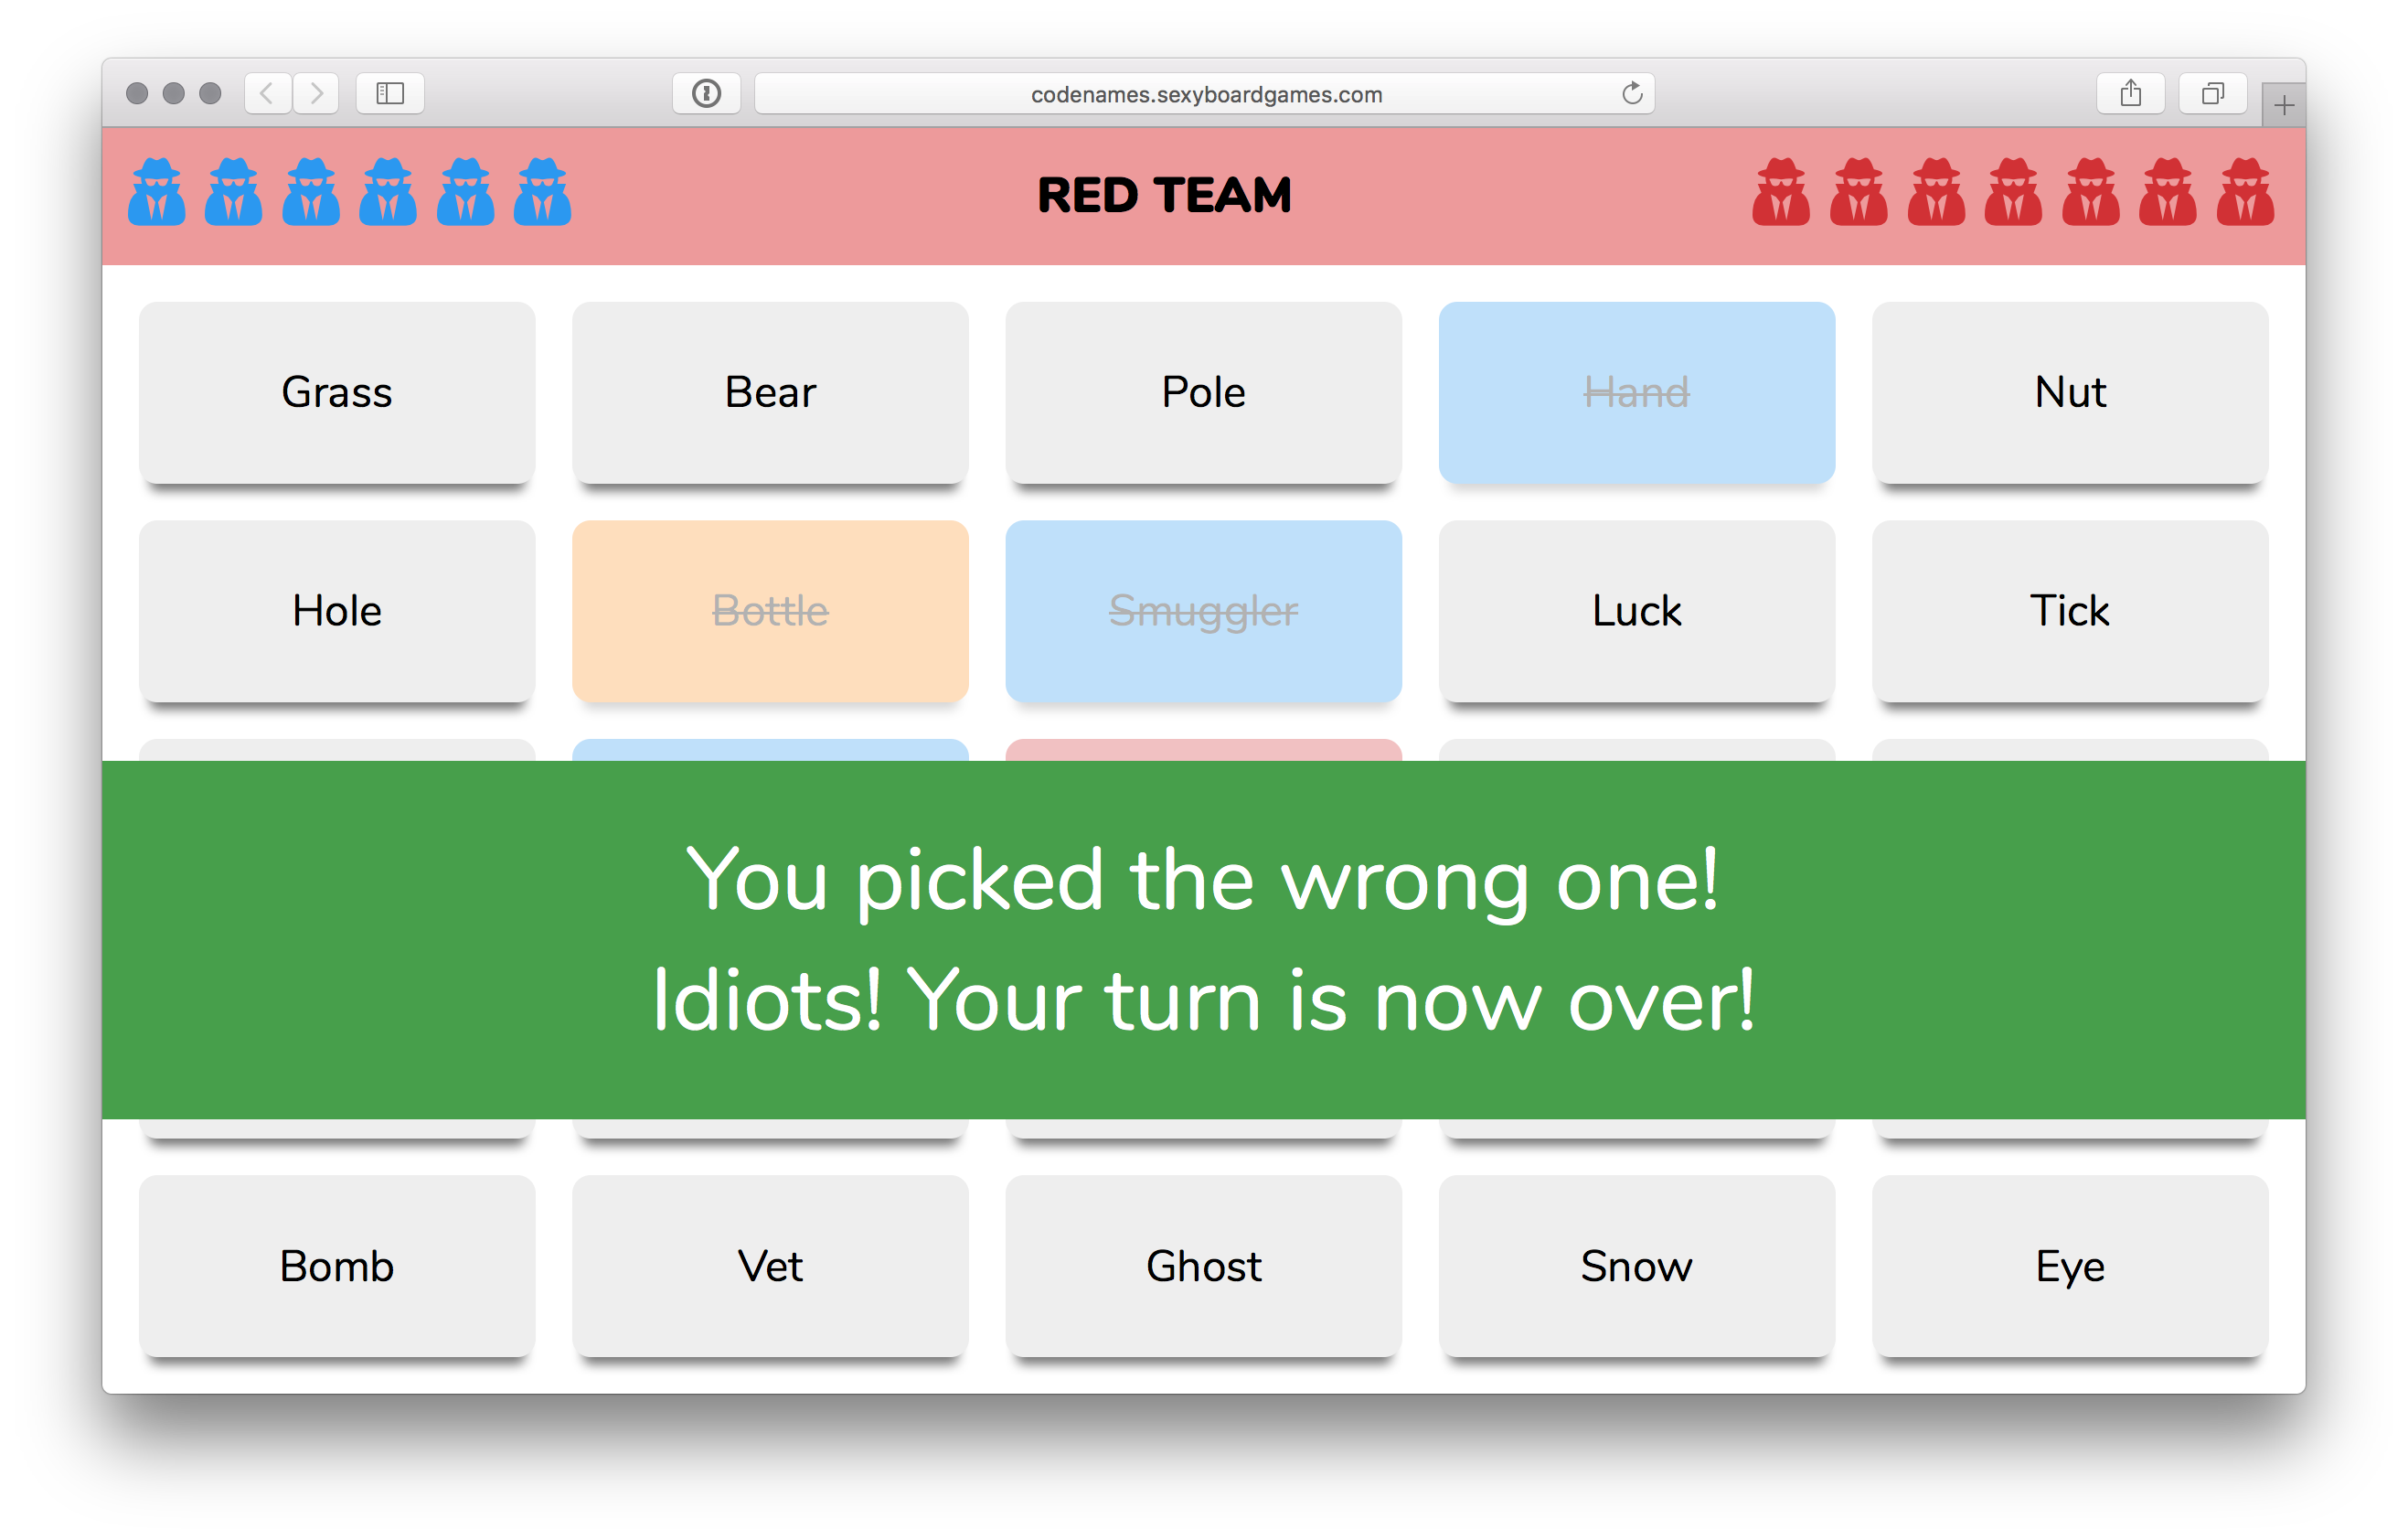 codenames.sexyboardgames.com
RED TEAM
Grass Bear Pole Hand Nut
Hole Bottle Smuggler Luck Tick
You picked the wrong one!
Idiots! Your turn is now over!
Bomb Vet Ghost Snow Eye